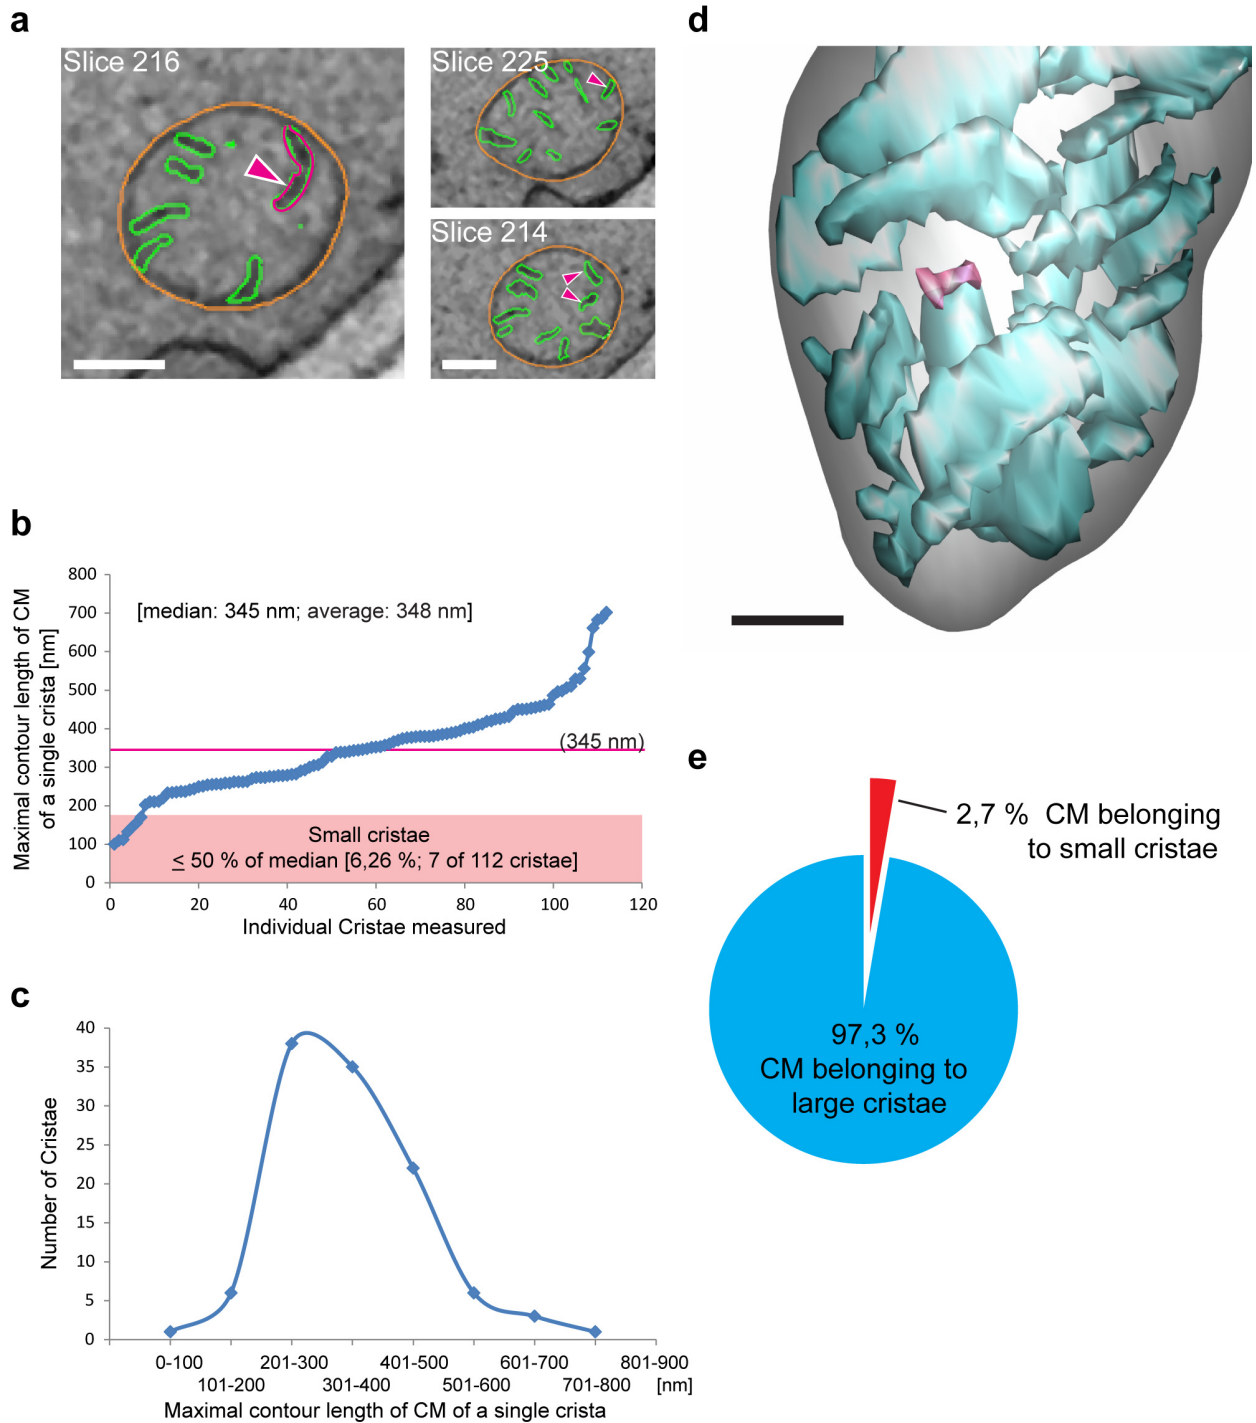 a
Slice 216
Slice 225
Slice 214
b
Maximal contour length of CM
of a single crista [nm]
800
700
600
500
400
300
200
100
0
[median: 345 nm; average: 348 nm]
(345 nm)
Small cristae
≤ 50 % of median [6,26 %; 7 of 112 cristae]
0 20 40 60 80 100 120
Individual Cristae measured
c
Number of Cristae
40
35
30
25
20
15
10
5
0
0-100 201-300 401-500 601-700 801-900
101-200 301-400 501-600 701-800 [nm]
Maximal contour length of CM of a single crista
d
e
2,7 % CM belonging
to small cristae
97,3 %
CM belonging to
large cristae